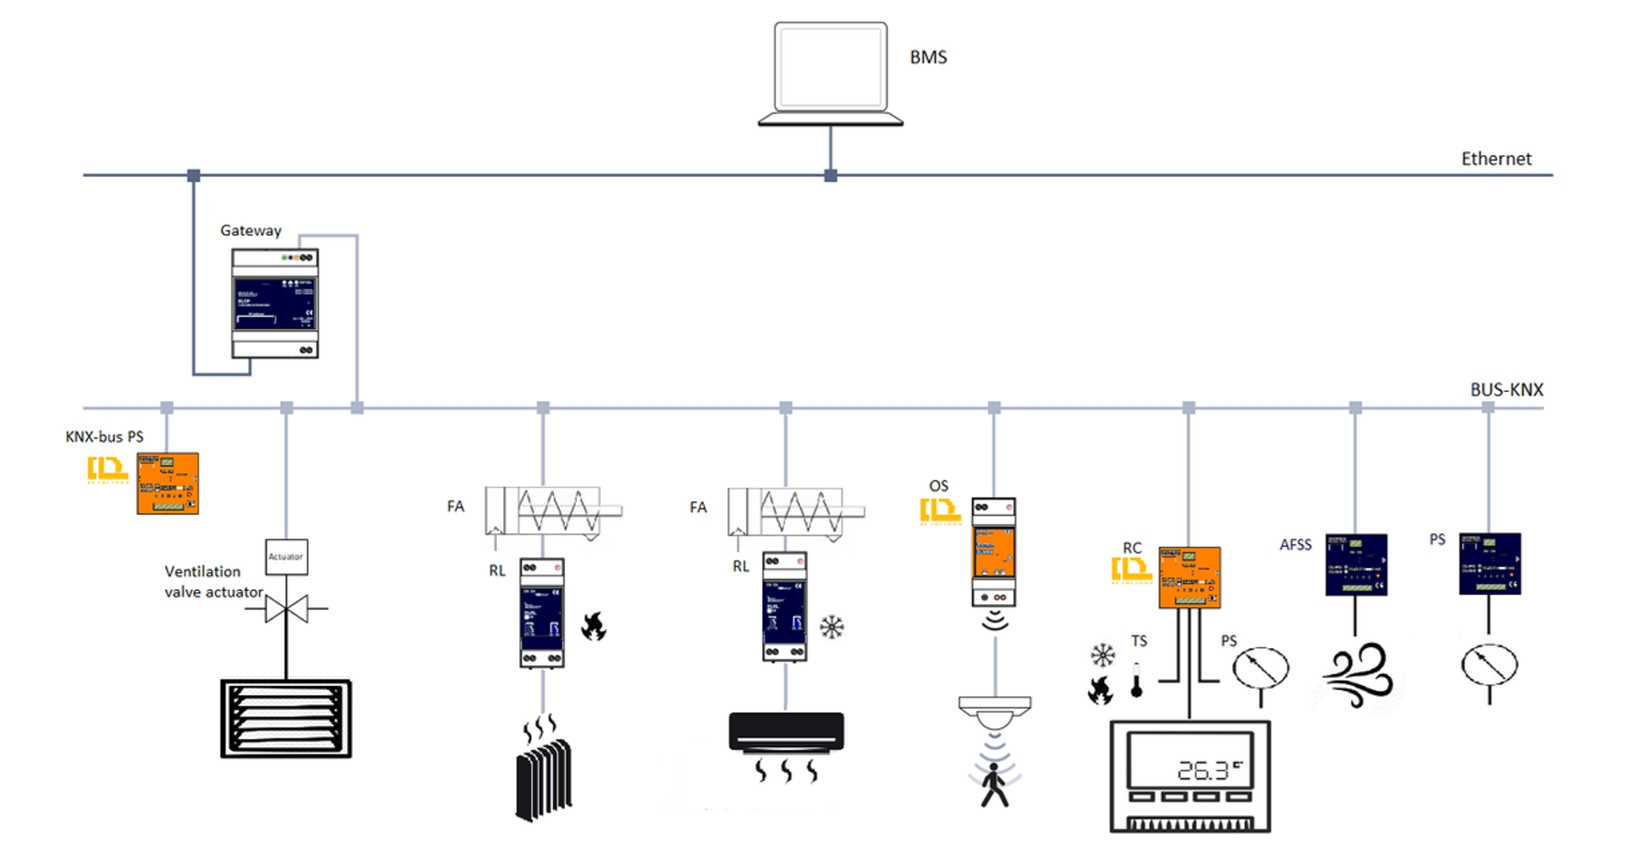 BMS
Ethernet
Gateway
BUS-KNX
KNX-bus PS
OS
FA
FA
Actuator
RC
AFSS
PS
Ventilation
valve actuator
RL
RL
TS
PS
26.3°